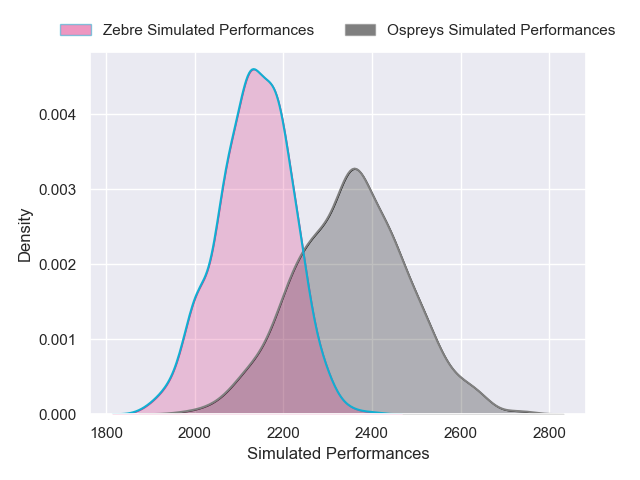 Zebre Simulated Performances Ospreys Simulated Performances
0.004
0.003
Density
0.002
0.001
0.000
1800 2000 2200 2400 2600 2800
Simulated Performances